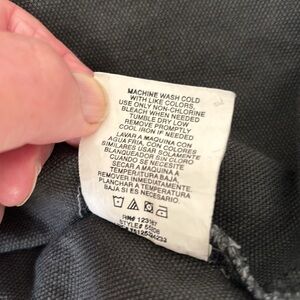 MACHINE WASH COLD
WITH LIKE COLORS,
USE ONLY NON-CHLORINE
BLEACH WHEN NEEDED
TUMBLE DRY LOW
REMOVE PROMPTLY
COOL IRON IF NEEDED
LAVAR A MAQUINA CON
AGUA FRIA, CON COLORES
SIMILARES USAR SOLAMENTE
BLANQUEADOR SIN CLORO
CUANDO SE NECESITE
SECAR A MAQUINA A
TEMPERATURA BAJA,
REMOVER INMEDIATAMENTE.
PLANCHAR A TEMPERATURA
BAJA SI ES NECESARIO.
RN#
STYLE#